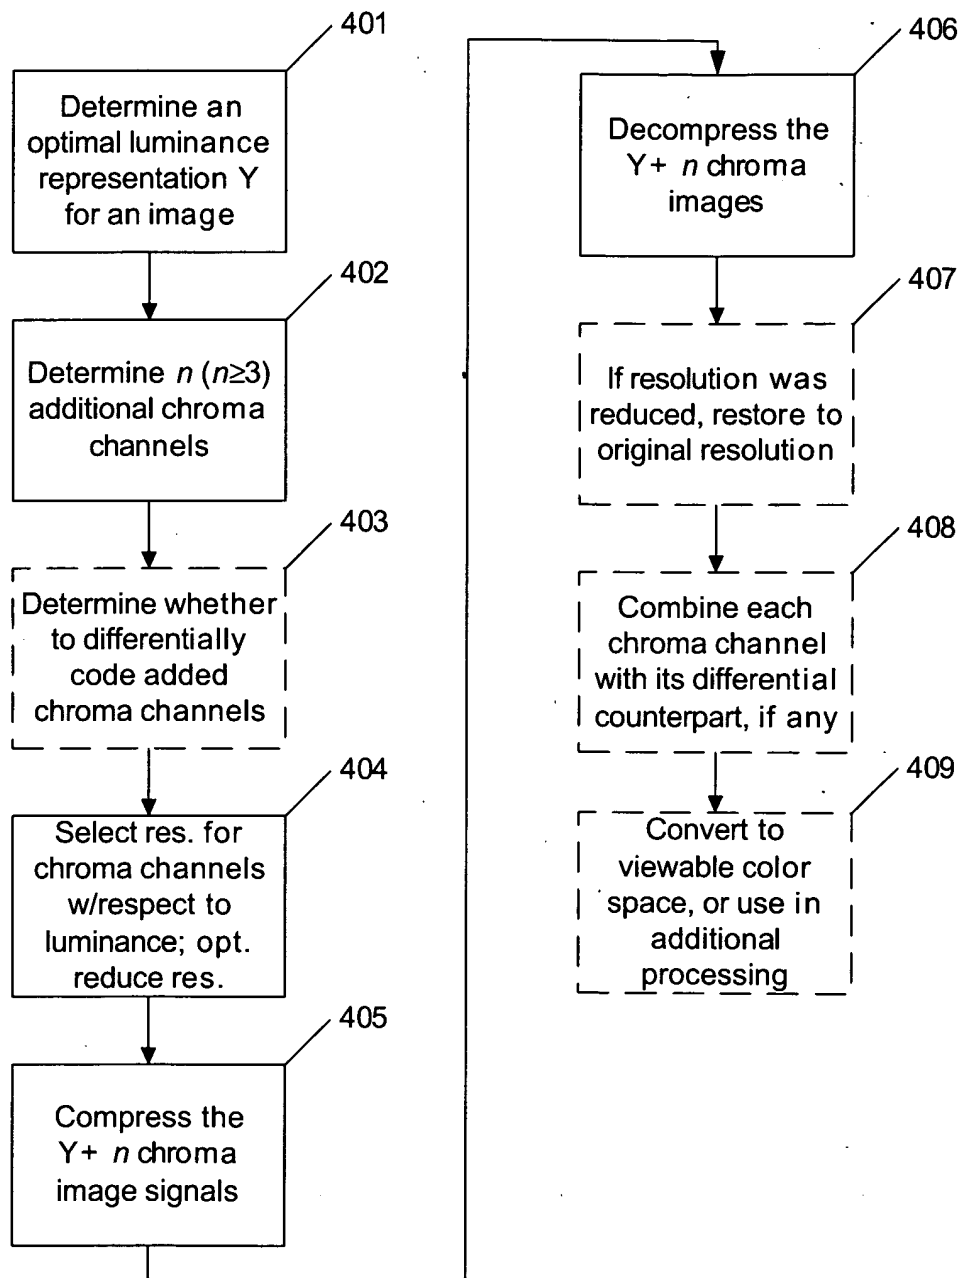 401
Determine an
optimal luminance
representation Y
for an image
402
Determine n (n≥3)
additional chroma
channels
403
Determine whether
to differentially
code added
chroma channels
404
Select res. for
chroma channels
w/respect to
luminance; opt.
reduce res.
405
Compress the
Y+ n chroma
image signals
406
Decompress the
Y+ n chroma
images
407
If resolution was
reduced, restore to
original resolution
408
Combine each
chroma channel
with its differential
counterpart, if any
409
Convert to
viewable color
space, or use in
additional
processing